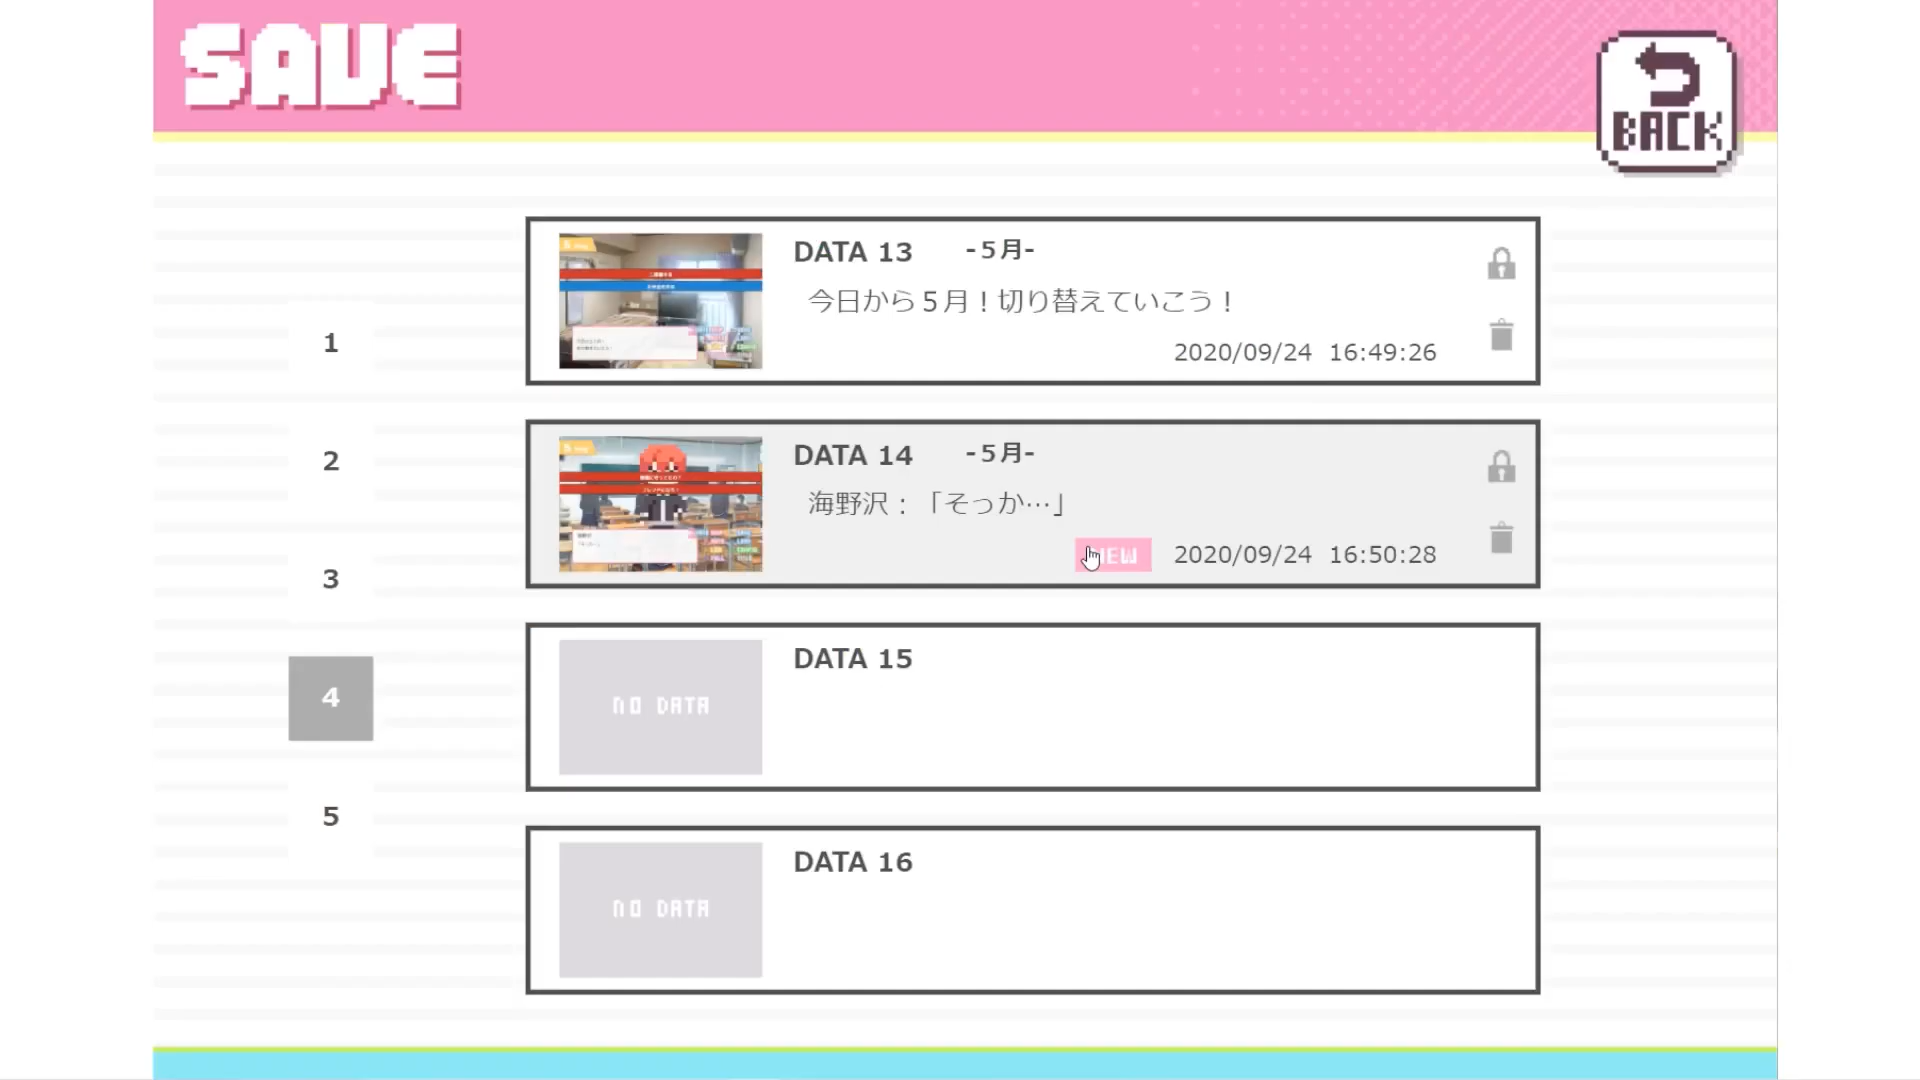 SAVE
BACK
DATA 13 -５月-
今日から５月！切り替えていこう！
2020/09/24 16:49:26
1
DATA 14 -５月-
2
海野沢：「そっか…」
NEW 2020/09/24 16:50:28
3
DATA 15
4
NO DATA
5
DATA 16
NO DATA